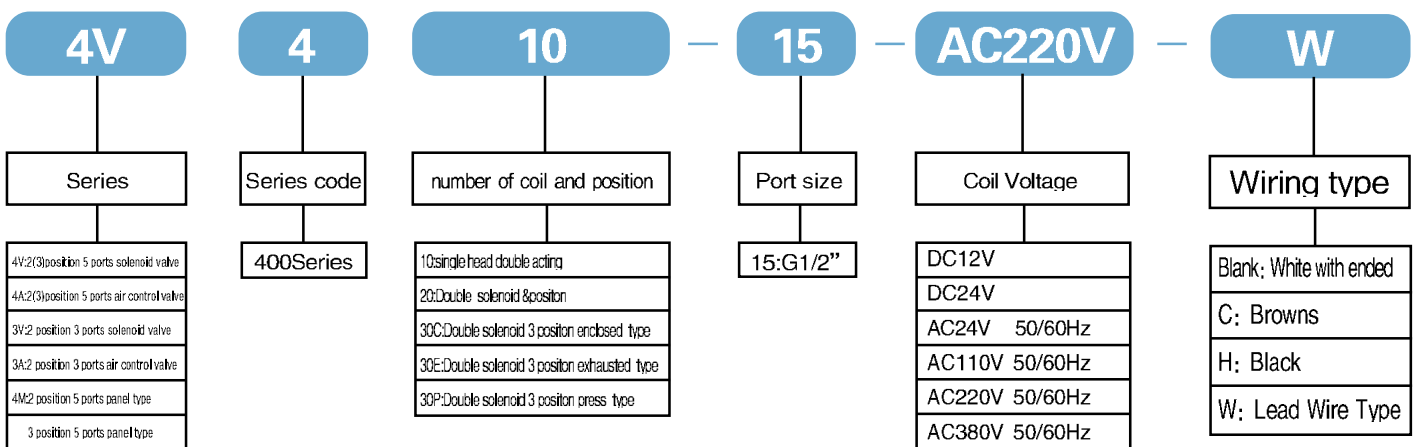 4V 4 10 — 15 — AC220V — W
Series Series code number of coil and position Port size Coil Voltage Wiring type
4V:2(3)position 5 ports solenoid valve
4A:2(3)position 5 ports air control valve
3V:2 position 3 ports solenoid valve
3A:2 position 3 ports air control valve
4M:2 position 5 ports panel type
3 position 5 ports panel type
400Series
10:single head double acting
20:Double solenoid &positon
30C:Double solenoid 3 positon enclosed type
30E:Double solenoid 3 positon exhausted type
30P:Double solenoid 3 positon press type
15:G1/2”
DC12V
DC24V
AC24V 50/60Hz
AC110V 50/60Hz
AC220V 50/60Hz
AC380V 50/60Hz
Blank: White with ended
C: Browns
H: Black
W: Lead Wire Type